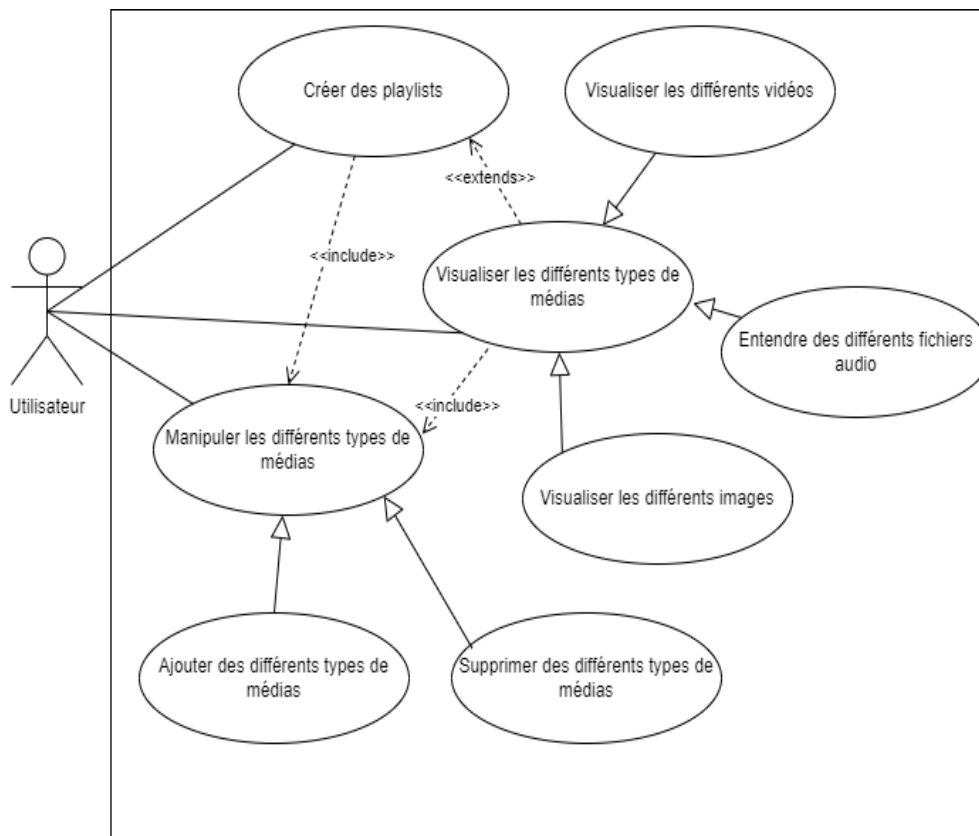 Créer des playlists
Visualiser les différents vidéos
<<extends>>
<<include>>
Visualiser les différents types de
médias
Entendre des différents fichiers
audio
Utilisateur
<<include>>
Manipuler les différents types de
médias
Visualiser les différents images
Ajouter des différents types de
médias
Supprimer des différents types de
médias